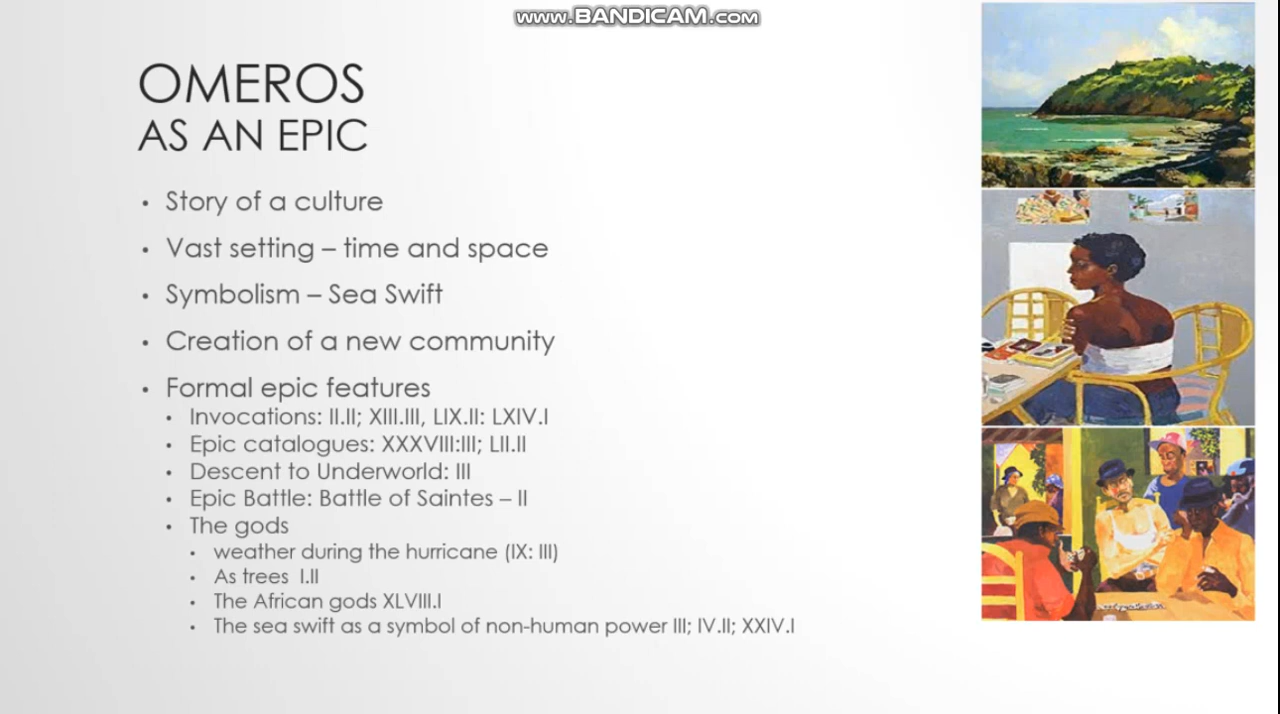 www.BANDICAM.com
OMEROS
AS AN EPIC
• Story of a culture
• Vast setting – time and space
• Symbolism – Sea Swift
• Creation of a new community
• Formal epic features
• Invocations: II.II; XIII.III, LIX.II: LXIV.I
• Epic catalogues: XXXVIII:III; LII.II
• Descent to Underworld: III
• Epic Battle: Battle of Saintes – II
• The gods
• weather during the hurricane (IX: III)
• As trees I.II
• The African gods XLVIII.I
• The sea swift as a symbol of non-human power III; IV.II; XXIV.I